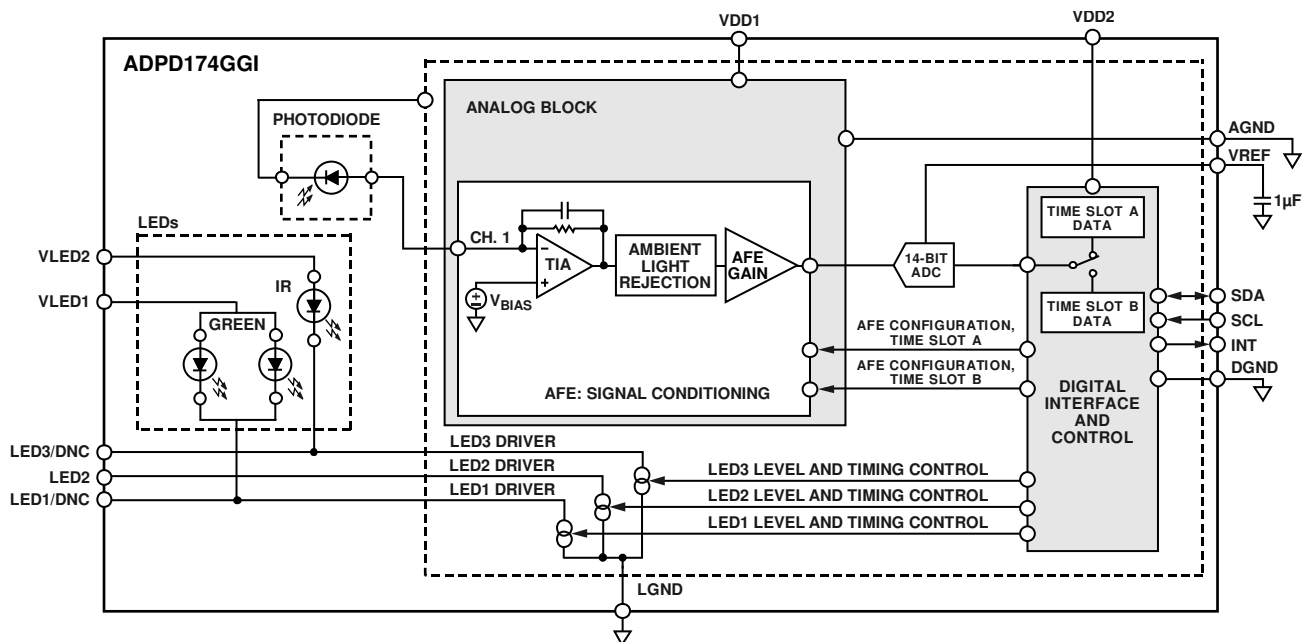 VDD1
VDD2
ADPD174GGI
ANALOG BLOCK
PHOTODIODE
AGND
VREF
1µF
TIME SLOT A
DATA
LEDs
CH. 1
TIA
VBIAS
AMBIENT
LIGHT
REJECTION
AFE
GAIN
14-BIT
ADC
TIME SLOT B
DATA
VLED2
IR
VLED1
GREEN
SDA
SCL
INT
DGND
AFE CONFIGURATION,
TIME SLOT A
AFE CONFIGURATION,
TIME SLOT B
AFE: SIGNAL CONDITIONING
DIGITAL
INTERFACE
AND
CONTROL
LED3/DNC
LED3 DRIVER
LED2
LED2 DRIVER
LED1/DNC
LED1 DRIVER
LED3 LEVEL AND TIMING CONTROL
LED2 LEVEL AND TIMING CONTROL
LED1 LEVEL AND TIMING CONTROL
LGND